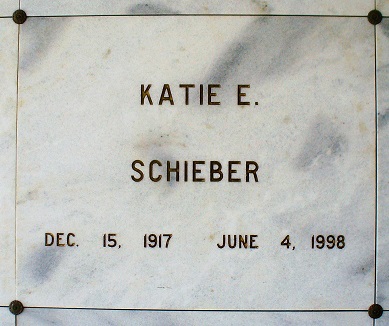 KATIE E.
SCHIEBER
DEC. 15, 1917 JUNE 4, 1998